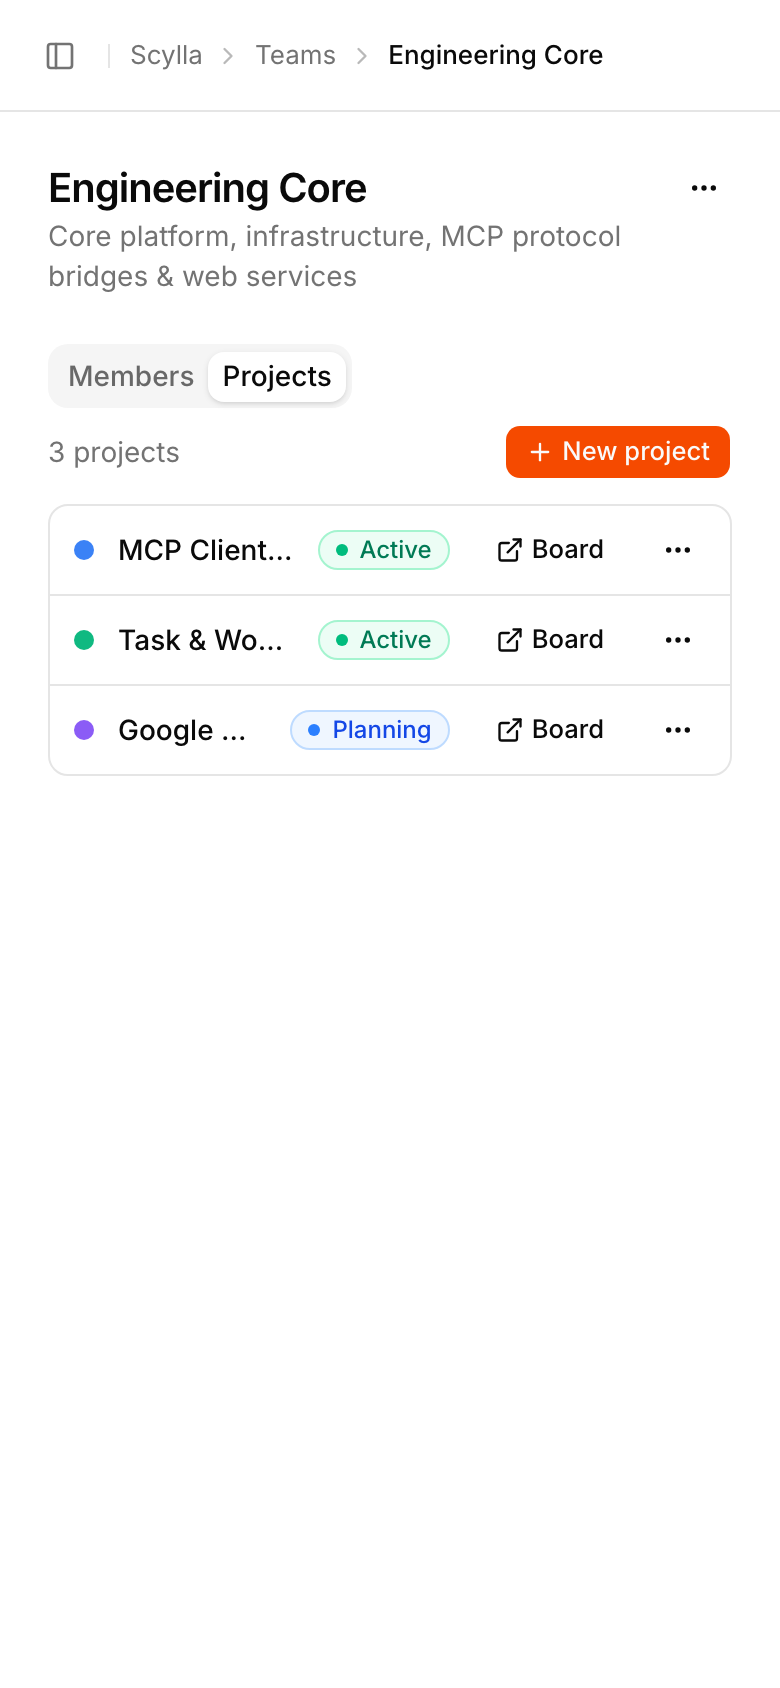 Scylla > Teams > Engineering Core
Engineering Core
Core platform, infrastructure, MCP protocol
bridges & web services
Members Projects
3 projects + New project
MCP Client... Active Board
Task & Wo... Active Board
Google ... Planning Board